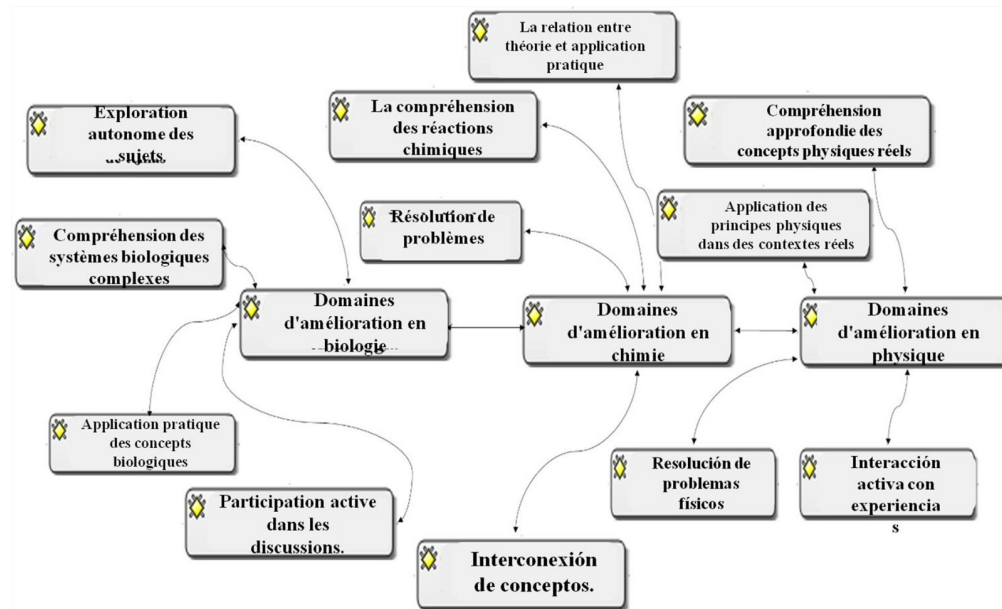 La relation entre
théorie et application
pratique
Exploration
autonome des
sujets
La compréhension
des réactions
chimiques
Compréhension
approfondie des
concepts physiques réels
Résolution de
problèmes
Application des
principes physiques
dans des contextes réels
Compréhension des
systèmes biologiques
complexes
Domaines
d'amélioration en
biologie
Domaines
d'amélioration en
chimie
Domaines
d'amélioration en
physique
Application pratique
des concepts
biologiques
Resolución de
problemas
físicos
Interacción
activa con
experiencia
s
Participation active
dans les
discussions.
Interconexión
de conceptos.